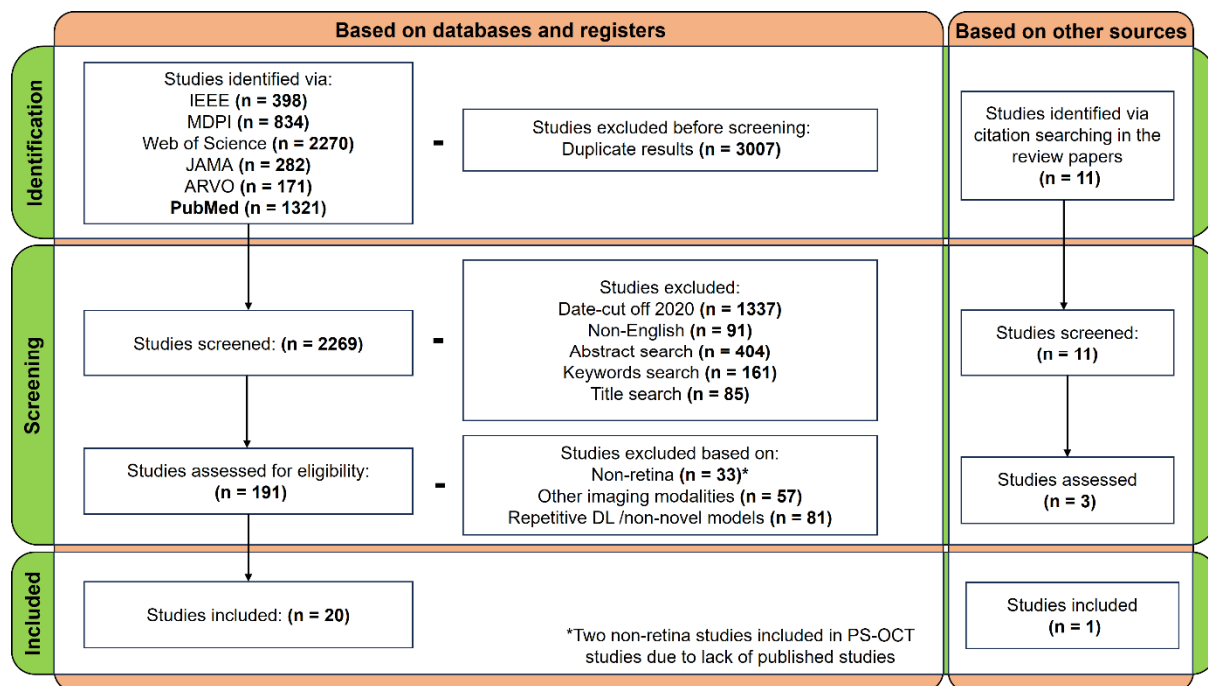 Based on databases and registers
Based on other sources
Identification
Studies identified via:
IEEE (n = 398)
MDPI (n = 834)
Web of Science (n = 2270)
JAMA (n = 282)
ARVO (n = 171)
PubMed (n = 1321)
-
Studies excluded before screening:
Duplicate results (n = 3007)
Studies identified via
citation searching in the
review papers
(n = 11)
Screening
Studies screened: (n = 2269)
-
Studies excluded:
Date-cut off 2020 (n = 1337)
Non-English (n = 91)
Abstract search (n = 404)
Keywords search (n = 161)
Title search (n = 85)
Studies screened:
(n = 11)
Studies assessed for eligibility:
(n = 191)
-
Studies excluded based on:
Non-retina (n = 33)*
Other imaging modalities (n = 57)
Repetitive DL /non-novel models (n = 81)
Studies assessed
(n = 3)
Included
Studies included: (n = 20)
*Two non-retina studies included in PS-OCT
studies due to lack of published studies
Studies included
(n = 1)